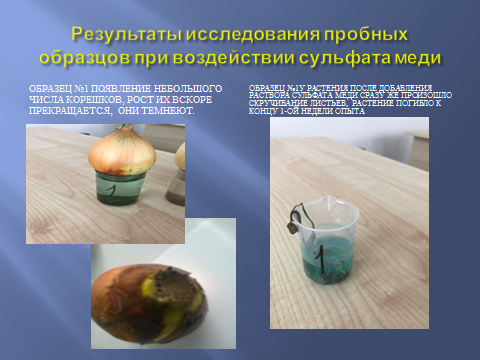 Результаты исследования пробных
образцов при воздействии сульфата меди
ОБРАЗЕЦ №1 ПОЯВЛЕНИЕ НЕБОЛЬШОГО
ЧИСЛА КОРЕШКОВ, РОСТ ИХ ВСКОРЕ
ПРЕКРАЩАЕТСЯ, ОНИ ТЕМНЕЮТ.
ОБРАЗЕЦ №1У РАСТЕНИЯ ПОСЛЕ ДОБАВЛЕНИЯ
РАСТВОРА СУЛЬФАТА МЕДИ СРАЗУ ЖЕ ПРОИЗОШЛО
СКРУЧИВАНИЕ ЛИСТЬЕВ, РАСТЕНИЕ ПОГИБЛО К
КОНЦУ 1-ОЙ НЕДЕЛИ ОПЫТА
1
1